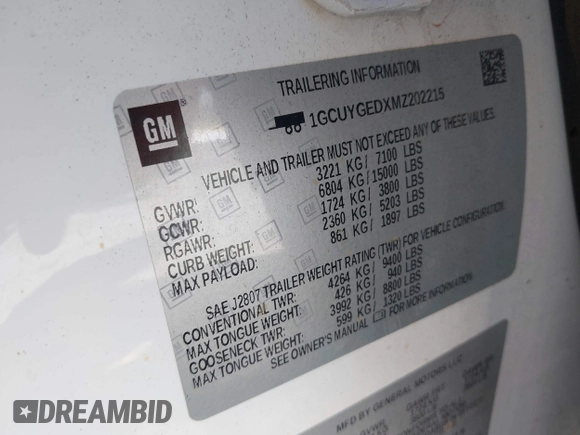 TRAILERING INFORMATION
GM
1GCUYGEDXMZ202215
VEHICLE AND TRAILER MUST NOT EXCEED ANY OF THESE VALUES.
GVWR: 3221 KG / 7100 LBS
GCWR: 6804 KG / 15000 LBS
RGAWR: 1724 KG / 3800 LBS
CURB WEIGHT: 2360 KG / 5203 LBS
MAX PAYLOAD: 861 KG / 1897 LBS
SAE J2807 TRAILER WEIGHT RATING (TWR) FOR VEHICLE CONFIGURATION
CONVENTIONAL TWR: 4264 KG / 9400 LBS
MAX TONGUE WEIGHT: 426 KG / 940 LBS
GOOSENECK TWR: 3992 KG / 8800 LBS
MAX TONGUE WEIGHT: 599 KG / 1320 LBS
SEE OWNER'S MANUAL FOR MORE INFORMATION
MFD BY GENERAL MOTORS LLC
DREAMBID